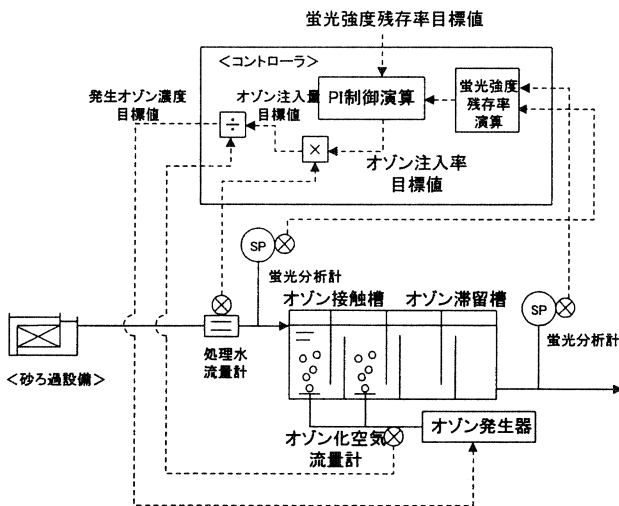 蛍光強度残存率目標値
<コントローラ>
発生オゾン濃度
目標値
オゾン注入量
目標値
÷
×
PI制御演算
蛍光強度
残存率
演算
オゾン注入率
目標値
SP
蛍光分析計
SP
蛍光分析計
オゾン接触槽
オゾン滞留槽
処理水
流量計
<砂ろ過設備>
オゾン化空気
流量計
オゾン発生器